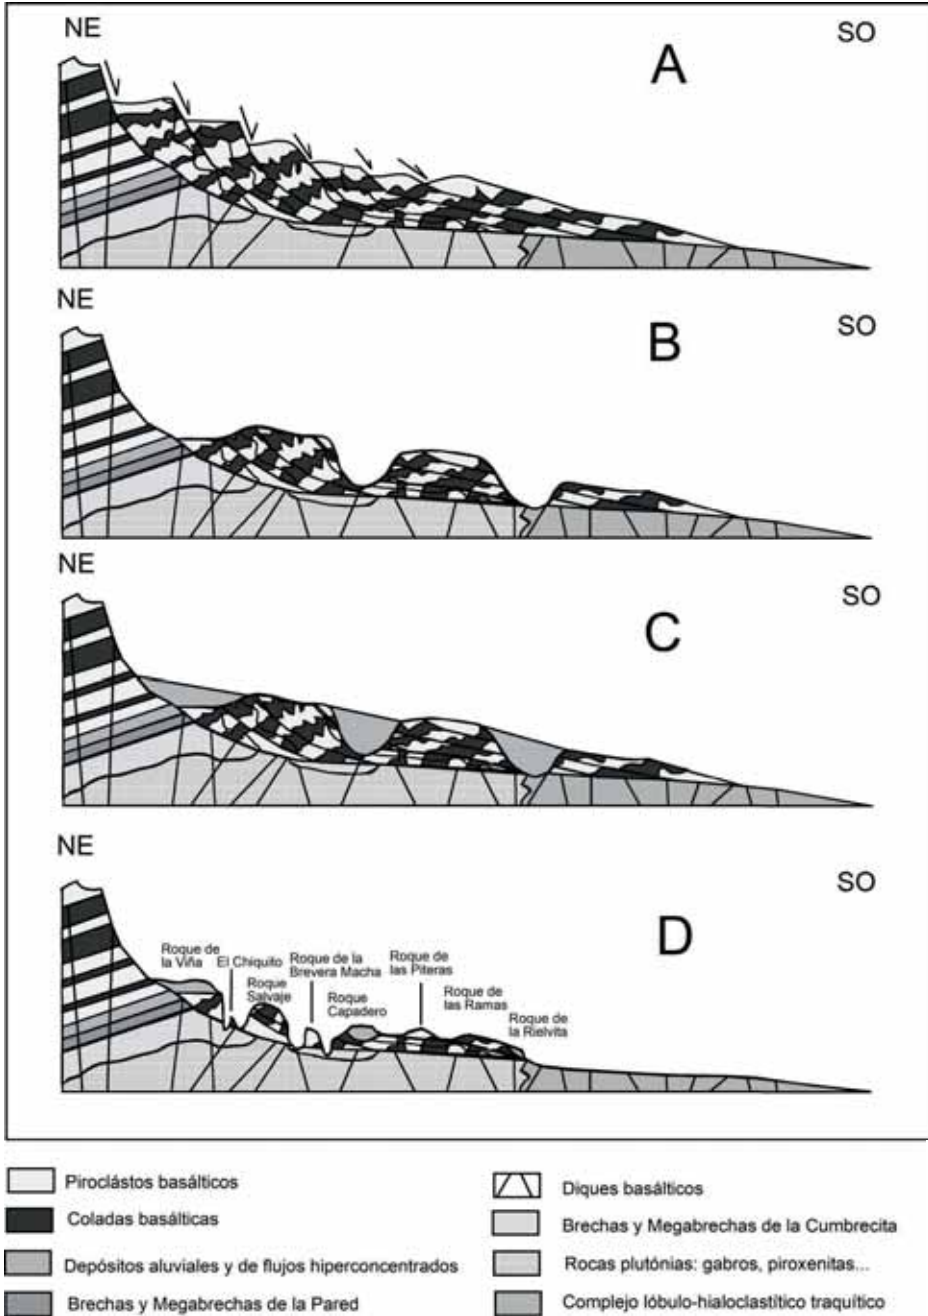 NE
SO
A
NE
SO
B
NE
SO
C
NE
SO
D
Roque de
la Viña
El Chiquito
Roque
Salvaje
Roque de la
Brevera Macha
Roque
Capadero
Roque de
las Piteras
Roque de
las Ramas
Roque de
la Rielvita
Piroclástos basálticos
Coladas basálticas
Depósitos aluviales y de flujos hiperconcentrados
Brechas y Megabrechas de la Pared
Diques basálticos
Brechas y Megabrechas de la Cumbrecita
Rocas plutónias: gabros, piroxenitas...
Complejo lóbulo-hialoclastítico traquítico